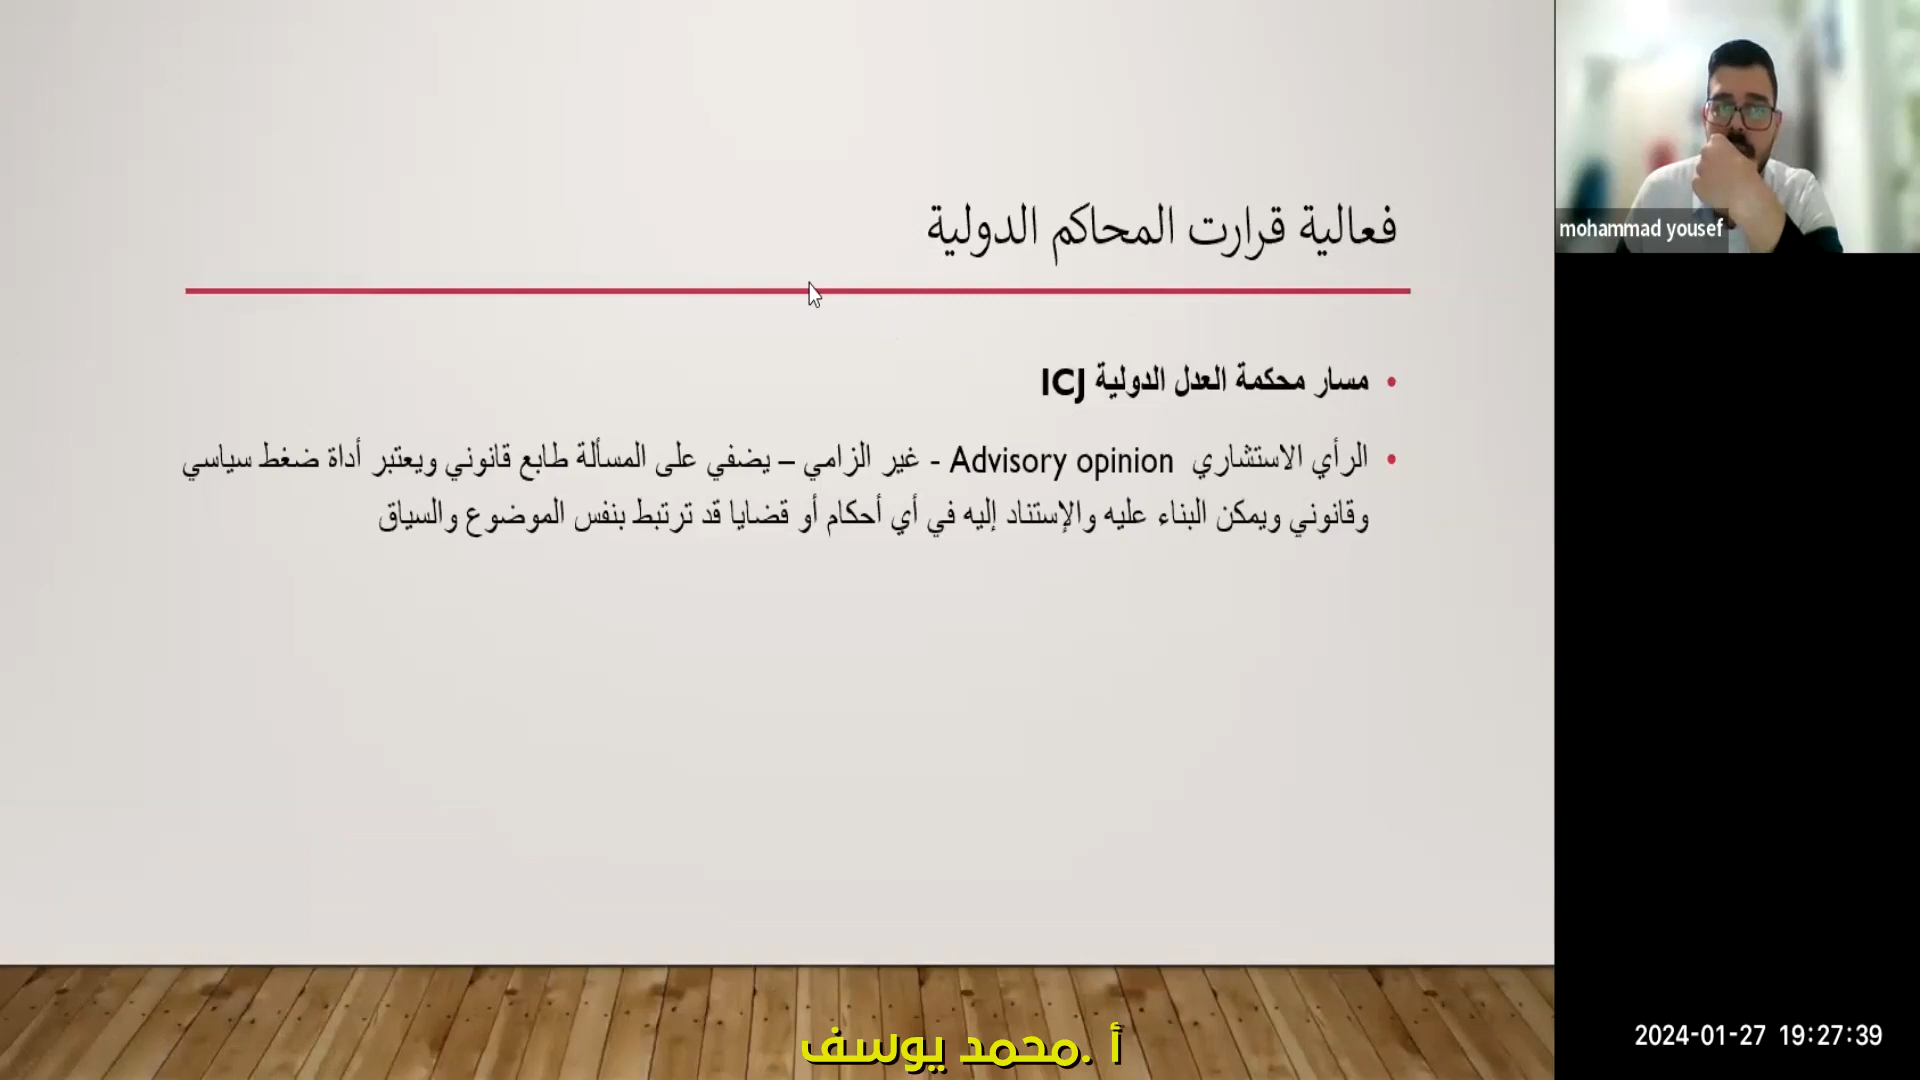 فعالية قرارت المحاكم الدولية
• مسار محكمة العدل الدولية ICJ
• الرأي الاستشاري Advisory opinion - غير الزامي – يضفي على المسألة طابع قانوني ويعتبر أداة ضغط سياسي
وقانوني ويمكن البناء عليه والإستناد إليه في أي أحكام أو قضايا قد ترتبط بنفس الموضوع والسياق
mohammad yousef
أ .محمد يوسف
2024-01-27 19:27:39